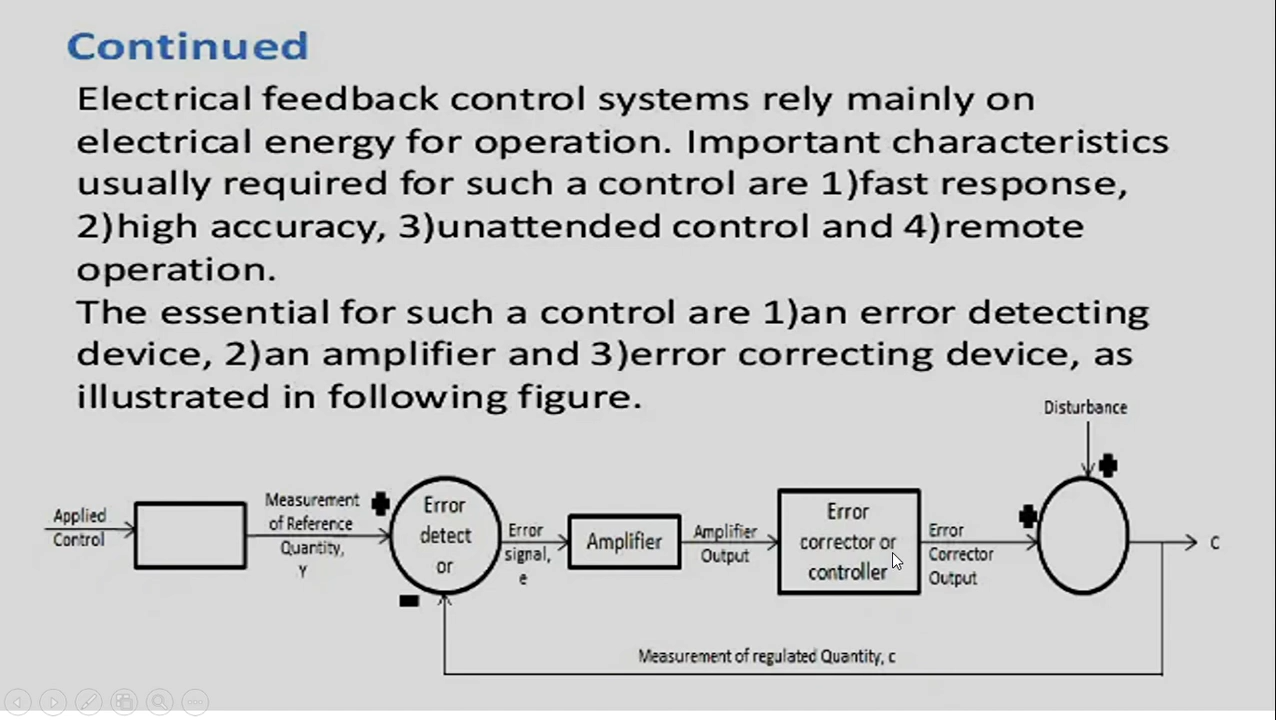 Continued
Electrical feedback control systems rely mainly on
electrical energy for operation. Important characteristics
usually required for such a control are 1)fast response,
2)high accuracy, 3)unattended control and 4)remote
operation.
The essential for such a control are 1)an error detecting
device, 2)an amplifier and 3)error correcting device, as
illustrated in following figure.
Disturbance
Applied
Control
Measurement
of Reference
Quantity,
Y
Error
detect
or
Error
signal,
e
Amplifier
Amplifier
Output
Error
corrector or
controller
Error
Corrector
Output
C
Measurement of regulated Quantity, c